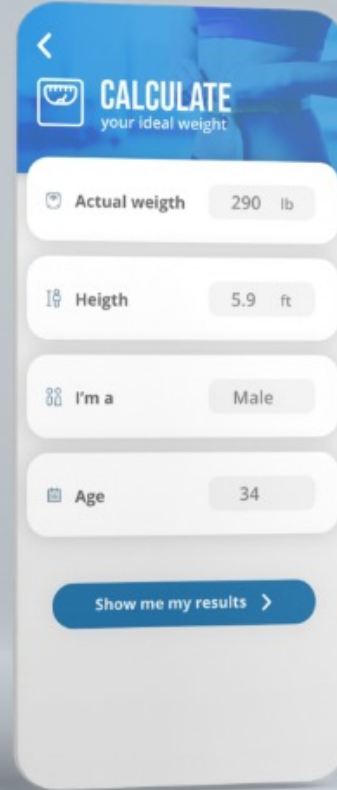 CALCULATE
your ideal weight
Actual weigth 290 lb
Heigth 5.9 ft
I'm a Male
Age 34
Show me my results